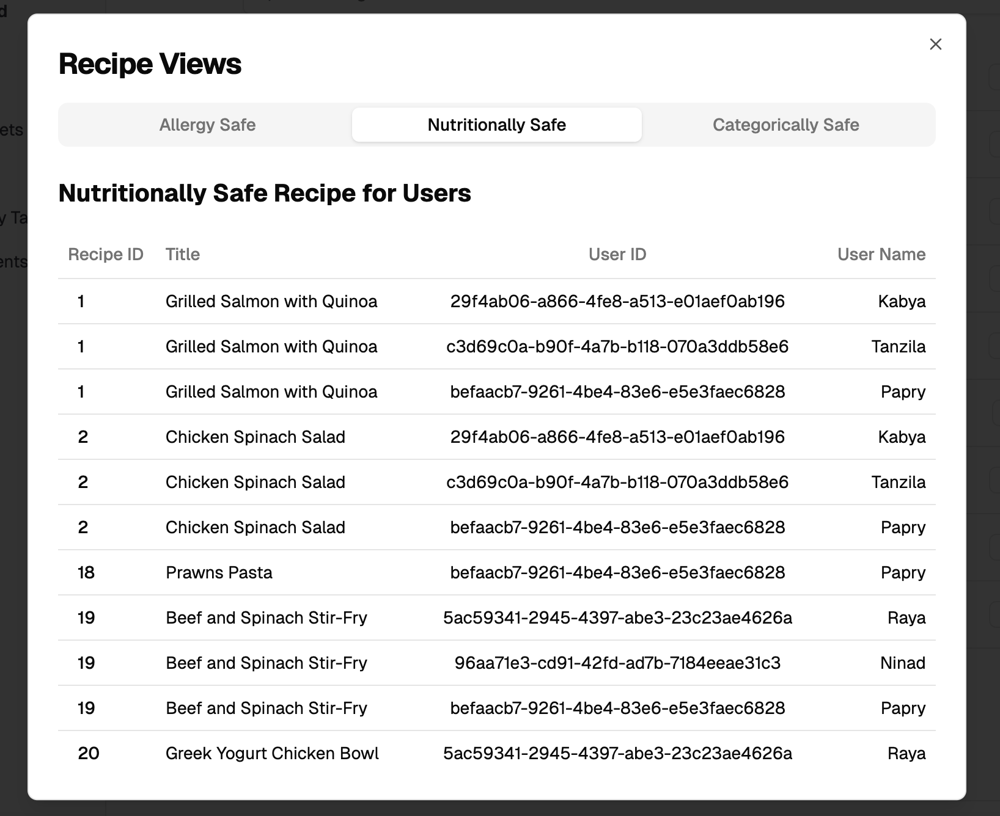 Recipe Views
Allergy Safe Nutritionally Safe Categorically Safe
Nutritionally Safe Recipe for Users
Recipe ID Title User ID User Name
1 Grilled Salmon with Quinoa 29f4ab06-a866-4fe8-a513-e01aef0ab196 Kabya
1 Grilled Salmon with Quinoa c3d69c0a-b90f-4a7b-b118-070a3ddb58e6 Tanzila
1 Grilled Salmon with Quinoa befaacb7-9261-4be4-83e6-e5e3faec6828 Papry
2 Chicken Spinach Salad 29f4ab06-a866-4fe8-a513-e01aef0ab196 Kabya
2 Chicken Spinach Salad c3d69c0a-b90f-4a7b-b118-070a3ddb58e6 Tanzila
2 Chicken Spinach Salad befaacb7-9261-4be4-83e6-e5e3faec6828 Papry
18 Prawns Pasta befaacb7-9261-4be4-83e6-e5e3faec6828 Papry
19 Beef and Spinach Stir-Fry 5ac59341-2945-4397-abe3-23c23ae4626a Raya
19 Beef and Spinach Stir-Fry 96aa71e3-cd91-42fd-ad7b-7184eeae31c3 Ninad
19 Beef and Spinach Stir-Fry befaacb7-9261-4be4-83e6-e5e3faec6828 Papry
20 Greek Yogurt Chicken Bowl 5ac59341-2945-4397-abe3-23c23ae4626a Raya